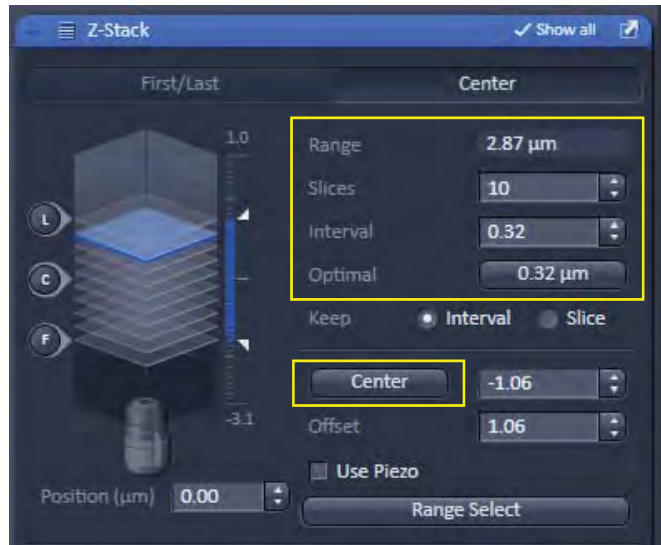 Z-Stack ✓ Show all
First/Last Center
1.0
Range 2.87 µm
Slices 10
L
Interval 0.32
C
Optimal 0.32 µm
Keep Interval Slice
F
Center -1.06
-3.1
Offset 1.06
Use Piezo
Position (µm) 0.00
Range Select